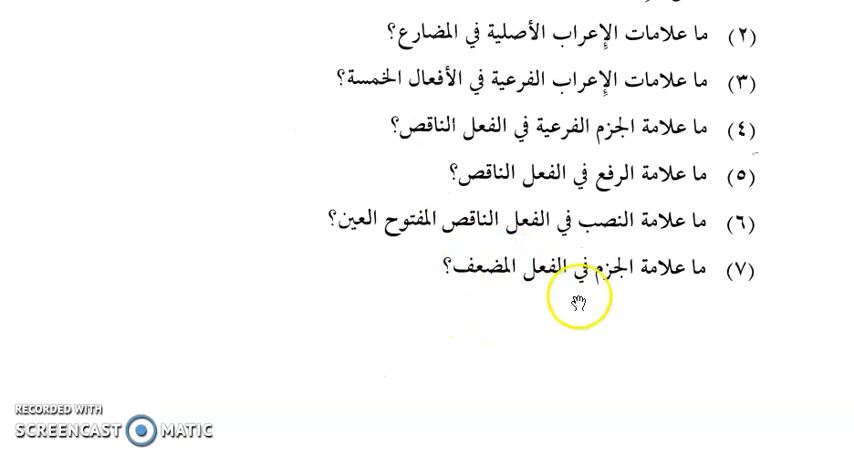 (٢) ما علامات الإعراب الأصلية في المضارع؟
(٣) ما علامات الإعراب الفرعية في الأفعال الخمسة؟
(٤) ما علامة الجزم الفرعية في الفعل الناقص؟
(٥) ما علامة الرفع في الفعل الناقص؟
(٦) ما علامة النصب في الفعل الناقص المفتوح العين؟
(٧) ما علامة الجزم في الفعل المضعف؟
RECORDED WITH
SCREENCAST MATIC